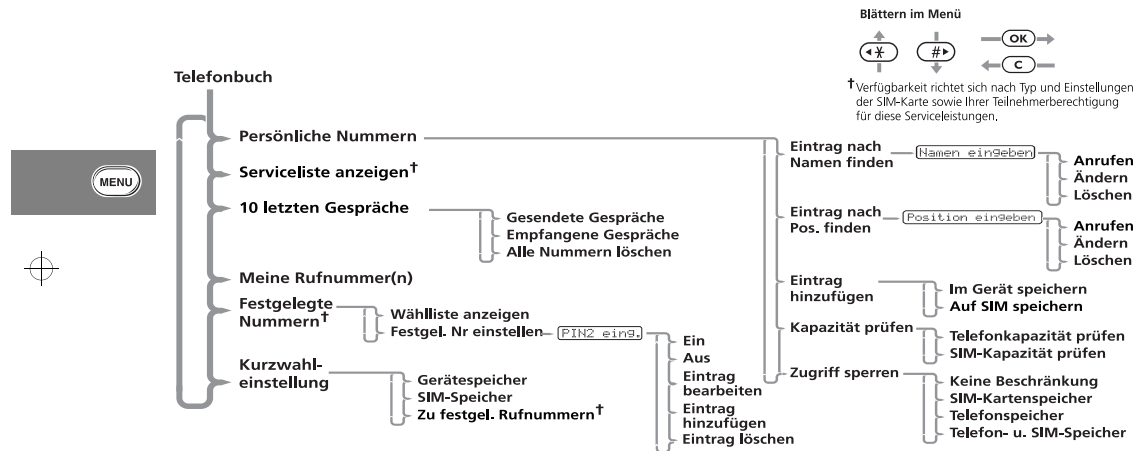 Blättern im Menü
OK
C
† Verfügbarkeit richtet sich nach Typ und Einstellungen
der SIM-Karte sowie Ihrer Teilnehmerberechtigung
für diese Serviceleistungen.
MENU
Telefonbuch
Persönliche Nummern
Serviceliste anzeigen†
10 letzten Gespräche
Gesendete Gespräche
Empfangene Gespräche
Alle Nummern löschen
Meine Rufnummer(n)
Festgelegte
Nummern†
Wählliste anzeigen
Festgel. Nr einstellen
PIN2 eing.
Ein
Aus
Eintrag
bearbeiten
Eintrag
hinzufügen
Eintrag löschen
Kurzwahl-
einstellung
Gerätespeicher
SIM-Speicher
Zu festgel. Rufnummern†
Eintrag nach
Namen finden
Namen eingeben
Anrufen
Ändern
Löschen
Eintrag nach
Pos. finden
Position eingeben
Anrufen
Ändern
Löschen
Eintrag
hinzufügen
Im Gerät speichern
Auf SIM speichern
Kapazität prüfen
Telefonkapazität prüfen
SIM-Kapazität prüfen
Zugriff sperren
Keine Beschränkung
SIM-Kartenspeicher
Telefonspeicher
Telefon- u. SIM-Speicher